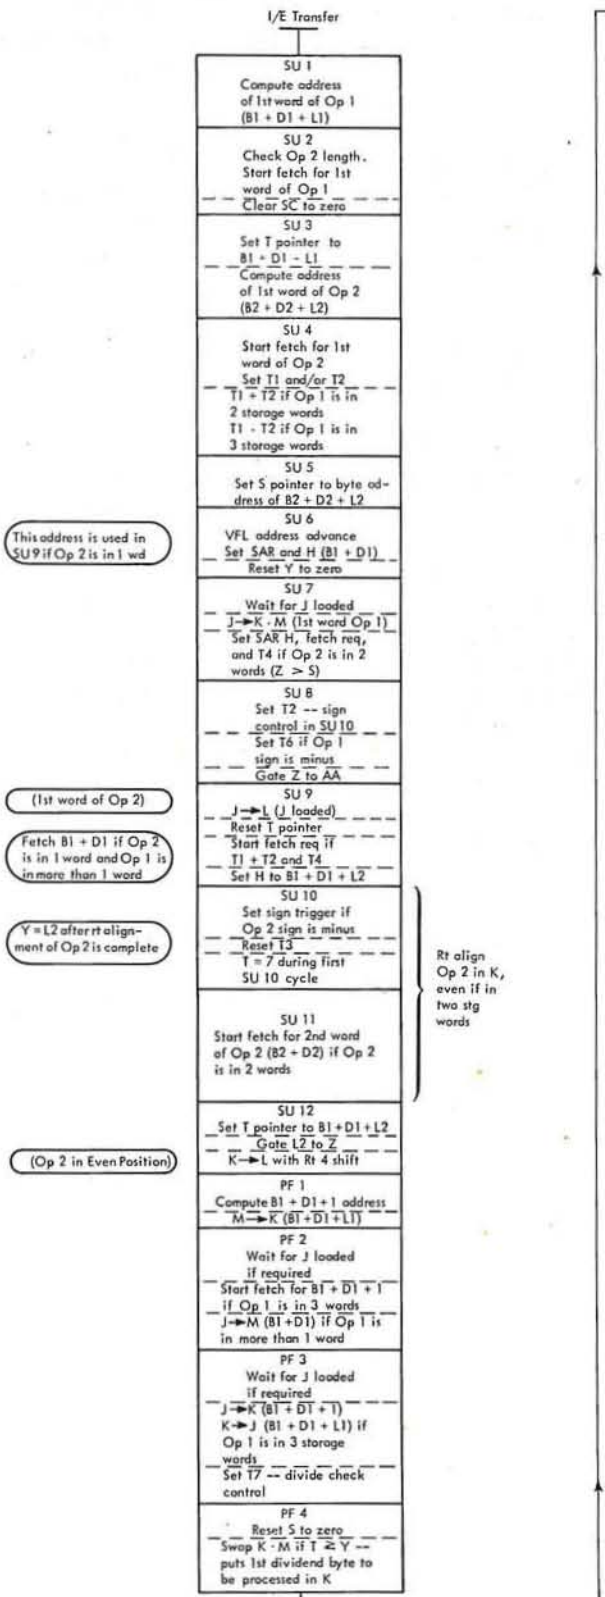 I/E Transfer
SU 1
Compute address
of 1st word of Op 1
(B1 + D1 + L1)
SU 2
Check Op 2 length.
Start fetch for 1st
word of Op 1
Clear SC to zero
SU 3
Set T pointer to
B1 + D1 - L1
Compute address
of 1st word of Op 2
(B2 + D2 + L2)
SU 4
Start fetch for 1st
word of Op 2
Set T1 and/or T2
T1 + T2 if Op 1 is in
2 storage words
T1 · T2 if Op 1 is in
3 storage words
SU 5
Set S pointer to byte ad-
dress of B2 + D2 + L2
This address is used in
SU 9 if Op 2 is in 1 wd
SU 6
VFL address advance
Set SAR and H (B1 + D1)
Reset Y to zero
SU 7
Wait for J loaded
J→K · M (1st word Op 1)
Set SAR H, fetch req,
and T4 if Op 2 is in 2
words (Z > S)
SU 8
Set T2 -- sign
control in SU 10
Set T6 if Op 1
sign is minus
Gate Z to AA
(1st word of Op 2)
Fetch B1 + D1 if Op 2
is in 1 word and Op 1 is
in more than 1 word
SU 9
J→L (J loaded)
Reset T pointer
Start fetch req if
T1 + T2 and T4
Set H to B1 + D1 + L2
Y = L2 after rt align-
ment of Op 2 is complete
SU 10
Set sign trigger if
Op 2 sign is minus
Reset T3
T = 7 during first
SU 10 cycle
Rt align
Op 2 in K,
even if in
two stg
words
SU 11
Start fetch for 2nd word
of Op 2 (B2 + D2) if Op 2
is in 2 words
SU 12
Set T pointer to B1+D1+L2
Gate L2 to Z
K→L with Rt 4 shift
(Op 2 in Even Position)
PF 1
Compute B1 + D1+1 address
M→K (B1+D1+L1)
PF 2
Wait for J loaded
if required
Start fetch for B1 + D1 + 1
if Op 1 is in 3 words
J→M (B1+D1) if Op 1 is
in more than 1 word
PF 3
Wait for J loaded
if required
J→K (B1 + D1 + 1)
K→J (B1 + D1 + L1) if
Op 1 is in 3 storage
words
Set T7 -- divide check
control
PF 4
Reset S to zero
Swap K · M if T ≥ Y --
puts 1st dividend byte to
be processed in K